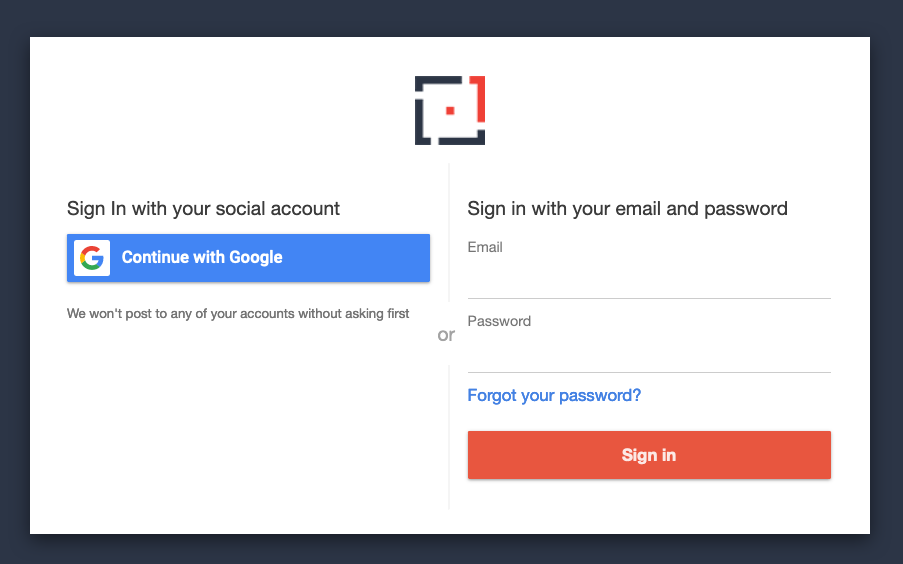 Sign In with your social account
Continue with Google
We won't post to any of your accounts without asking first
or
Sign in with your email and password
Email
Password
Forgot your password?
Sign in